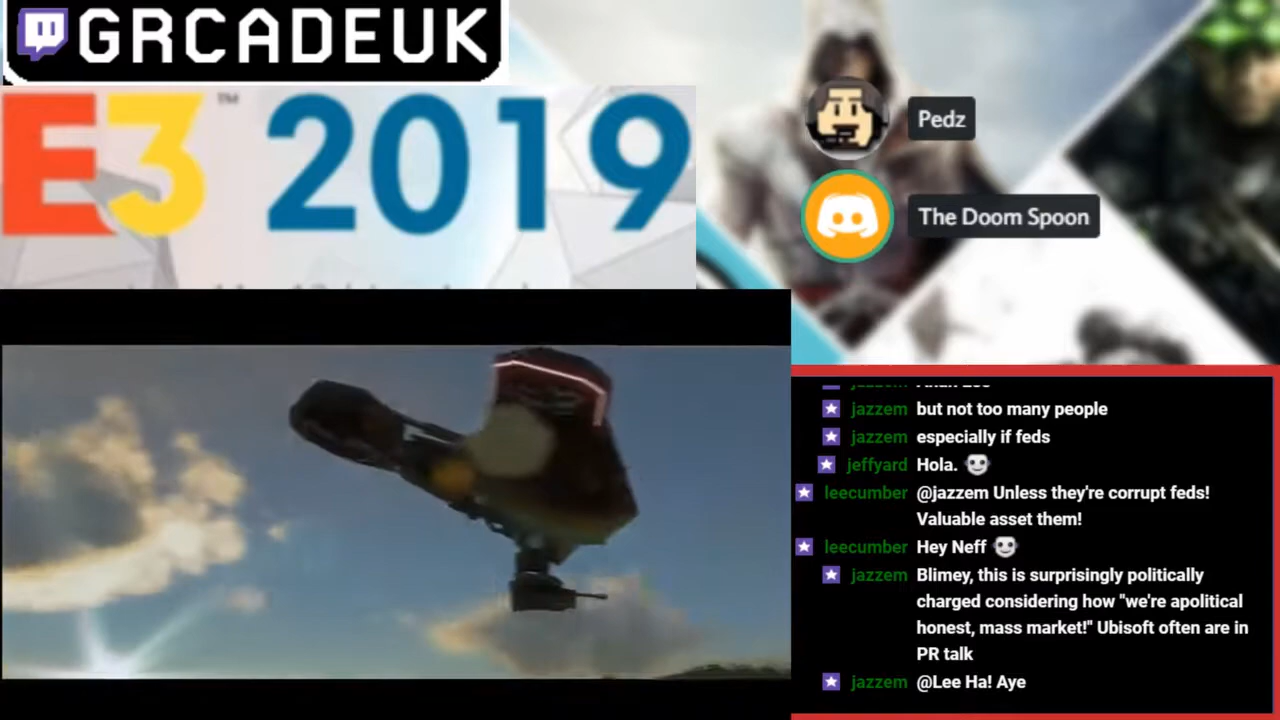 GRCADEUK
E3™ 2019
Pedz
The Doom Spoon
jazzem but not too many people
jazzem especially if feds
jeffyard Hola.
leecumber @jazzem Unless they're corrupt feds!
Valuable asset them!
leecumber Hey Neff
jazzem Blimey, this is surprisingly politically
charged considering how "we're apolitical
honest, mass market!" Ubisoft often are in
PR talk
jazzem @Lee Ha! Aye